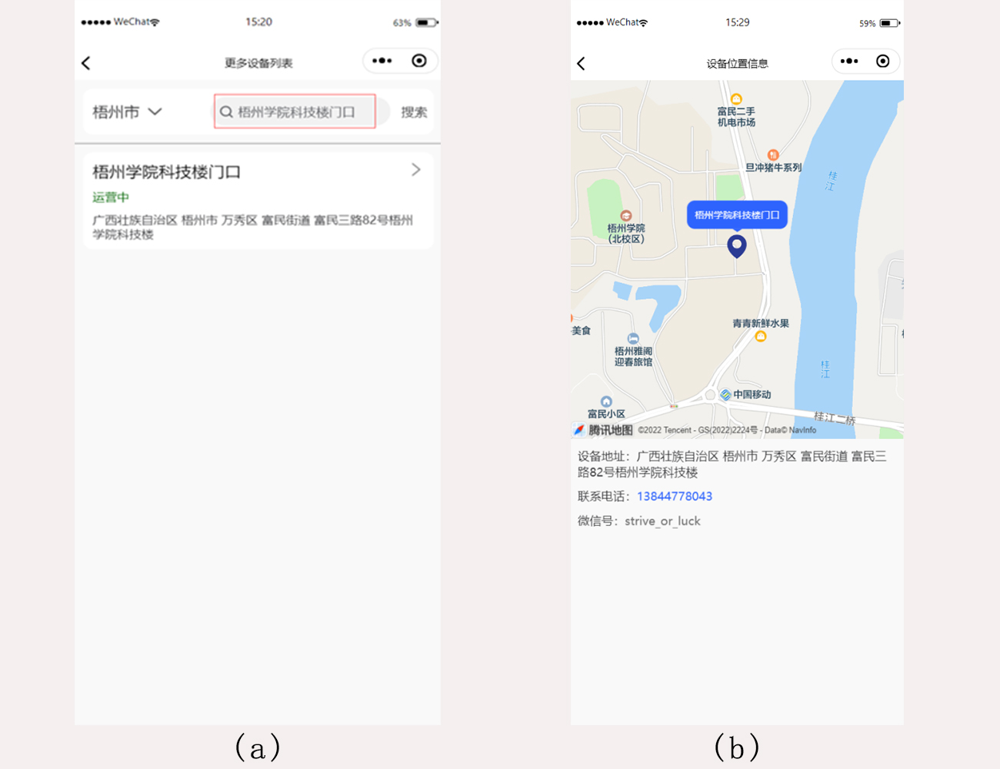 WeChat 15:20 63%
更多设备列表
梧州市 梧州学院科技楼门口 搜索
梧州学院科技楼门口
运营中
广西壮族自治区 梧州市 万秀区 富民街道 富民三路82号梧州
学院科技楼
(a)
WeChat 15:29 59%
设备位置信息
富民二手
机电市场
旦冲猪牛系列
桂江
梧州学院科技楼门口
梧州学院
(北校区)
青青新鲜水果
美食
梧州雅阁
迎春旅馆
桂江
中国移动
富民小区
桂江二桥
腾讯地图 ©2022 Tencent - GS(2022)2224号 - Data© NavInfo
设备地址：广西壮族自治区 梧州市 万秀区 富民街道 富民三
路82号梧州学院科技楼
联系电话：13844778043
微信号：strive_or_luck
(b)